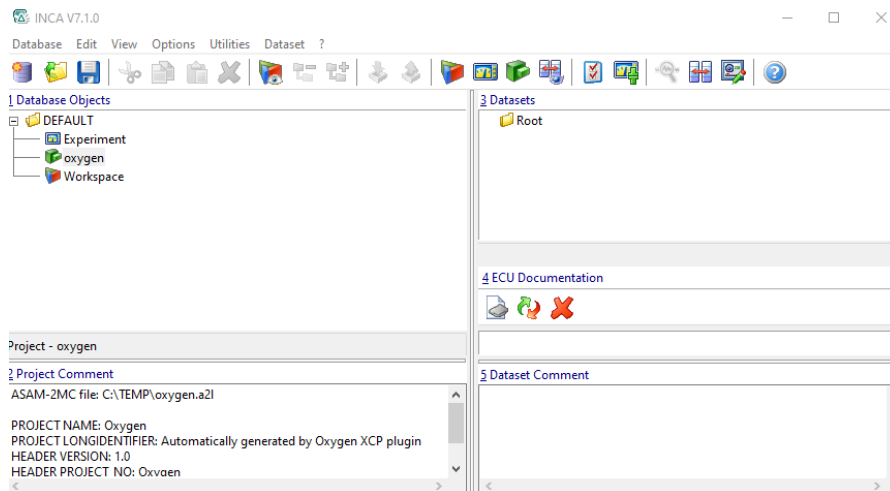 INCA V7.1.0
Database Edit View Options Utilities Dataset ?
1 Database Objects
DEFAULT
Experiment
oxygen
Workspace
Project - oxygen
2 Project Comment
ASAM-2MC file: C:\TEMP\oxygen.a2l
PROJECT NAME: Oxygen
PROJECT LONGIDENTIFIER: Automatically generated by Oxygen XCP plugin
HEADER VERSION: 1.0
HEADER PROJECT NO: Oxygen
3 Datasets
Root
4 ECU Documentation
5 Dataset Comment